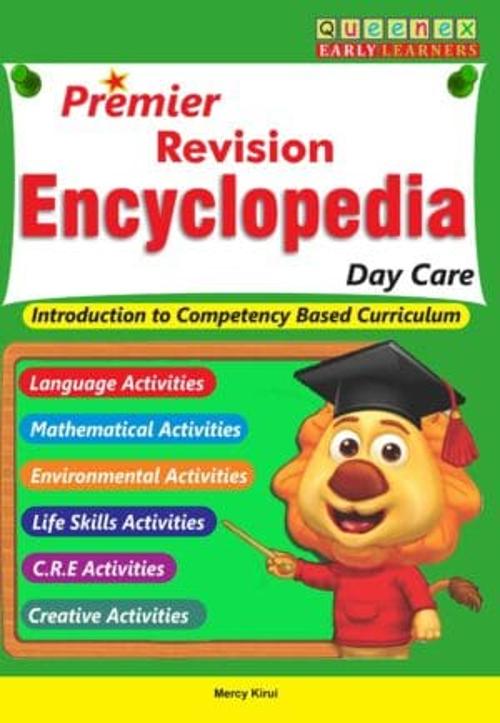 Queenex
EARLY LEARNERS
Premier
Revision
Encyclopedia
Day Care
Introduction to Competency Based Curriculum
Language Activities
Mathematical Activities
Environmental Activities
Life Skills Activities
C.R.E Activities
Creative Activities
Mercy Kirui